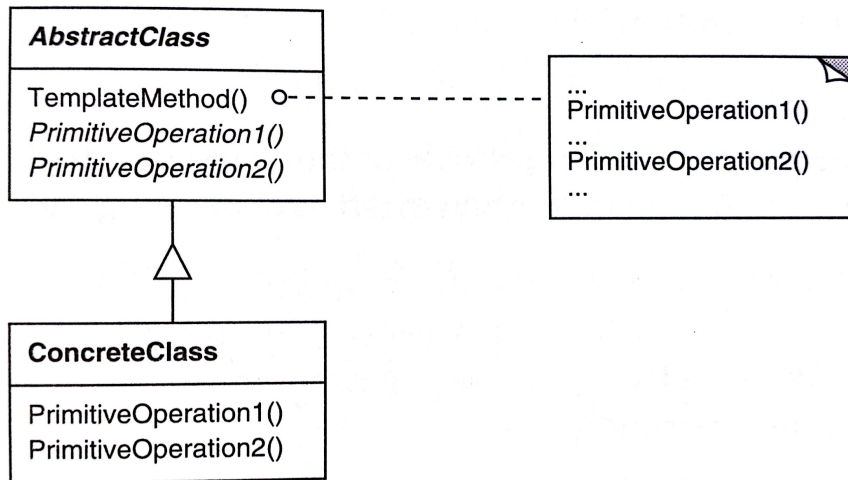 AbstractClass
TemplateMethod()
PrimitiveOperation1()
PrimitiveOperation2()
...
PrimitiveOperation1()
...
PrimitiveOperation2()
...
ConcreteClass
PrimitiveOperation1()
PrimitiveOperation2()